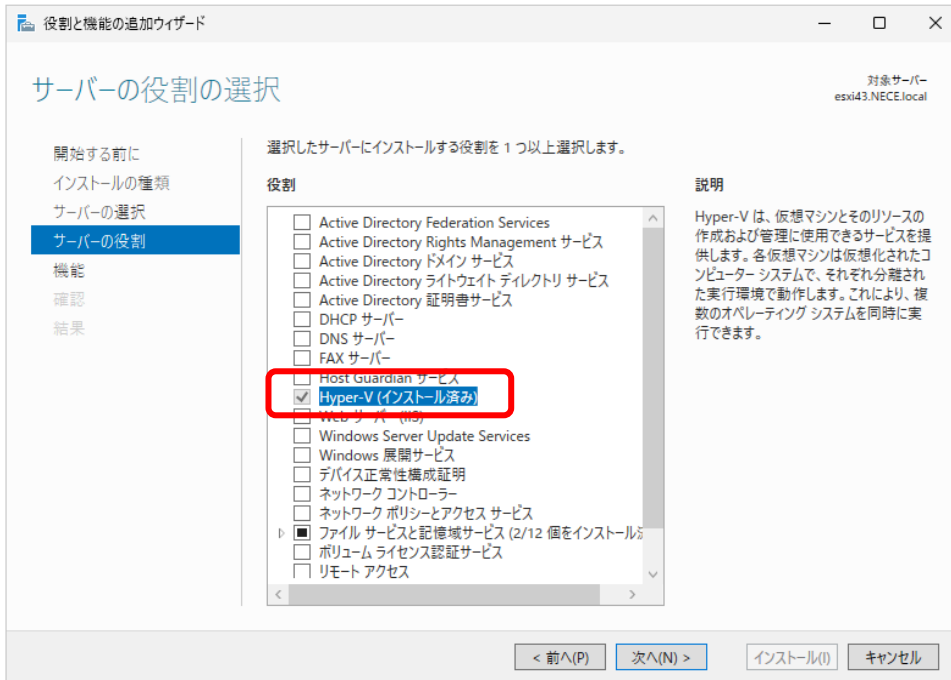 役割と機能の追加ウィザード
サーバーの役割の選択
対象サーバー
esxi43.NECE.local
開始する前に
インストールの種類
サーバーの選択
サーバーの役割
機能
確認
結果
選択したサーバーにインストールする役割を 1 つ以上選択します。
役割
Active Directory Federation Services
Active Directory Rights Management サービス
Active Directory ドメイン サービス
Active Directory ライトウェイト ディレクトリ サービス
Active Directory 証明書サービス
DHCP サーバー
DNS サーバー
FAX サーバー
Host Guardian サービス
Hyper-V (インストール済み)
Web サーバー (IIS)
Windows Server Update Services
Windows 展開サービス
デバイス正常性構成証明
ネットワーク コントローラー
ネットワーク ポリシーとアクセス サービス
ファイル サービスと記憶域サービス (2/12 個をインストール済
ボリューム ライセンス認証サービス
リモート アクセス
説明
Hyper-V は、仮想マシンとそのリソースの
作成および管理に使用できるサービスを提
供します。各仮想マシンは仮想化されたコ
ンピューター システムで、それぞれ分離され
た実行環境で動作します。これにより、複
数のオペレーティング システムを同時に実
行できます。
< 前へ(P)
次へ(N) >
インストール(I)
キャンセル